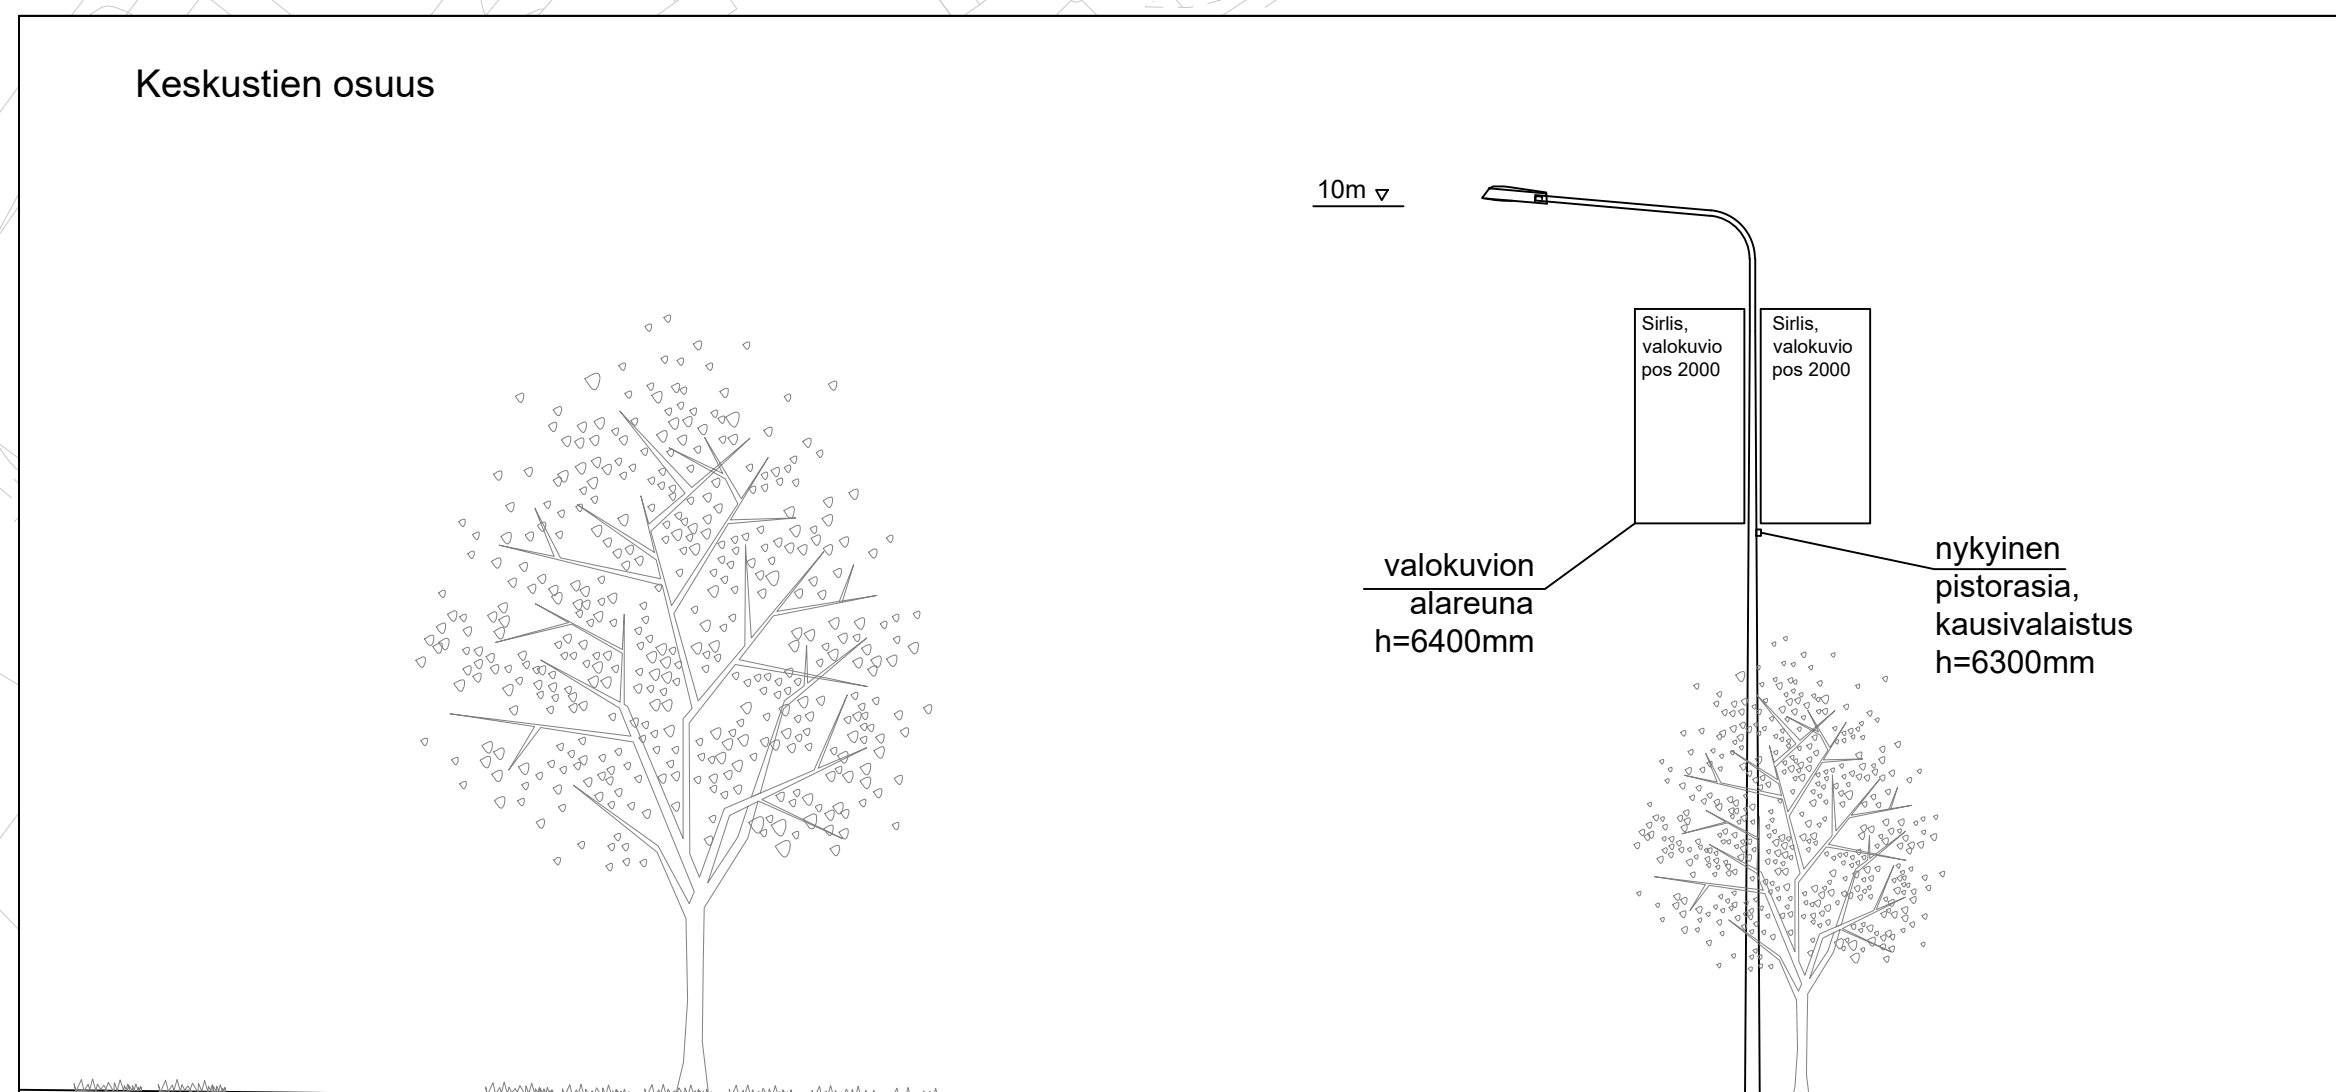 Keskustien osuus
10m
Sirlis,
valokuvio
pos 2000
Sirlis,
valokuvio
pos 2000
valokuvion
alareuna
h=6400mm
nykyinen
pistorasia,
kausivalaistus
h=6300mm